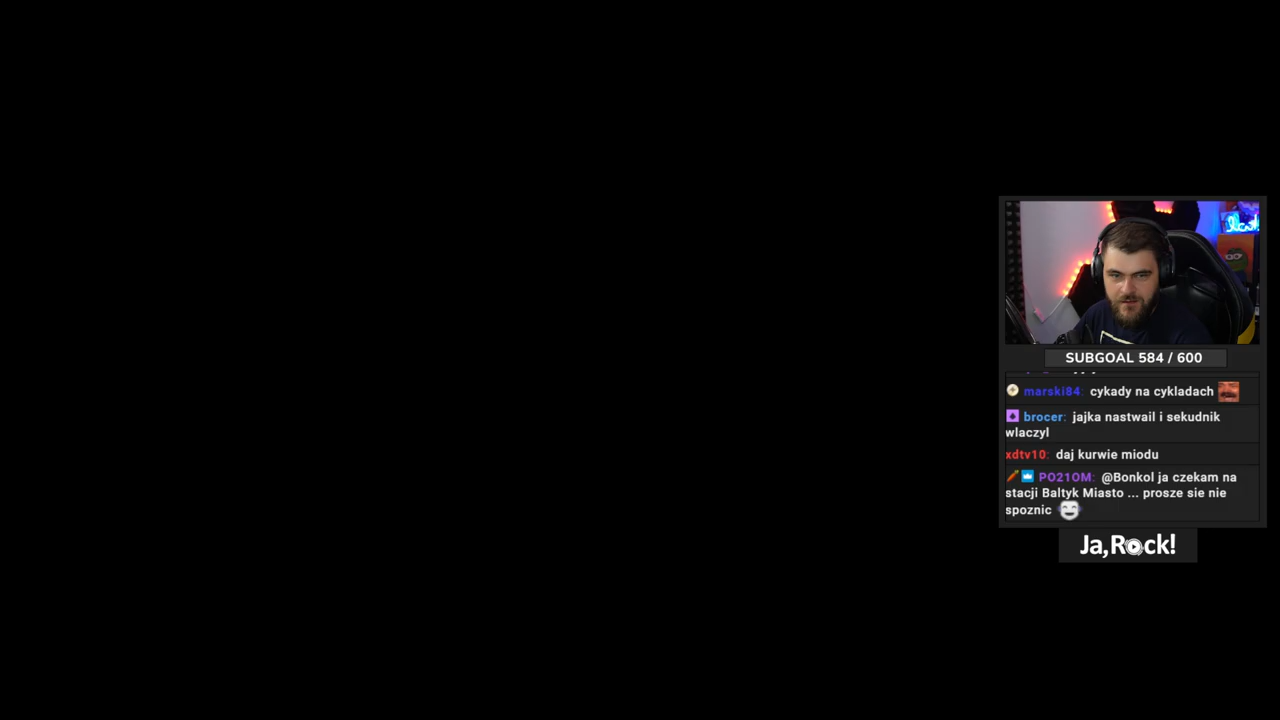 SUBGOAL 584 / 600
marski84: cykady na cykladach
brocer: jajka nastwail i sekudnik
wlaczyl
xdtv10: daj kurwie miodu
PO21OM: @Bonkol ja czekam na
stacji Baltyk Miasto ... prosze sie nie
spoznic
Ja,Rock!